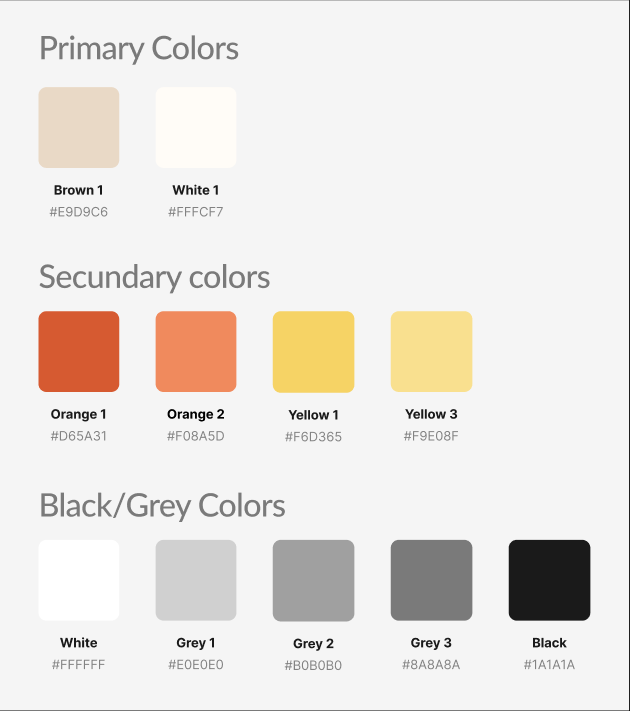 Primary Colors
Brown 1
White 1
#E9D9C6
#FFFCF7
Secundary colors
Orange 1
Orange 2
Yellow 1
Yellow 3
#D65A31
#F08A5D
#F6D365
#F9E08F
Black/Grey Colors
White
Grey 1
Grey 2
Grey 3
Black
#FFFFFF
#E0E0E0
#B0B0B0
#8A8A8A
#1A1A1A